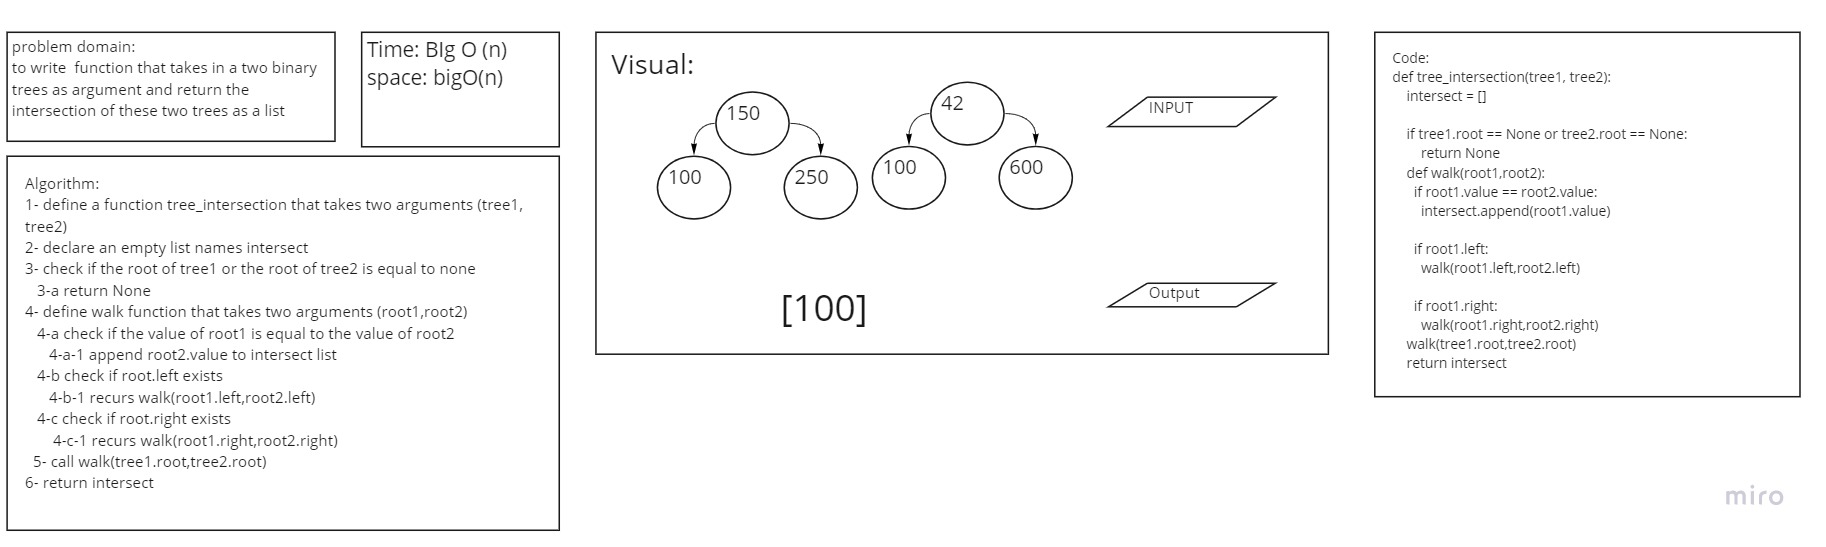 problem domain:
to write  function that takes in a two binary
trees as argument and return the
intersection of these two trees as a list
Time: BIg O (n)
space: bigO(n)
Algorithm:
1- define a function tree_intersection that takes two arguments (tree1,
tree2)
2- declare an empty list names intersect
3- check if the root of tree1 or the root of tree2 is equal to none
3-a return None
4- define walk function that takes two arguments (root1,root2)
4-a check if the value of root1 is equal to the value of root2
4-a-1 append root2.value to intersect list
4-b check if root.left exists
4-b-1 recurs walk(root1.left,root2.left)
4-c check if root.right exists
4-c-1 recurs walk(root1.right,root2.right)
5- call walk(tree1.root,tree2.root)
6- return intersect
Visual:
150
100
250
42
100
600
INPUT
[100]
Output
Code:
def tree_intersection(tree1, tree2):
intersect = []
if tree1.root == None or tree2.root == None:
return None
def walk(root1,root2):
if root1.value == root2.value:
intersect.append(root1.value)
if root1.left:
walk(root1.left,root2.left)
if root1.right:
walk(root1.right,root2.right)
walk(tree1.root,tree2.root)
return intersect
miro